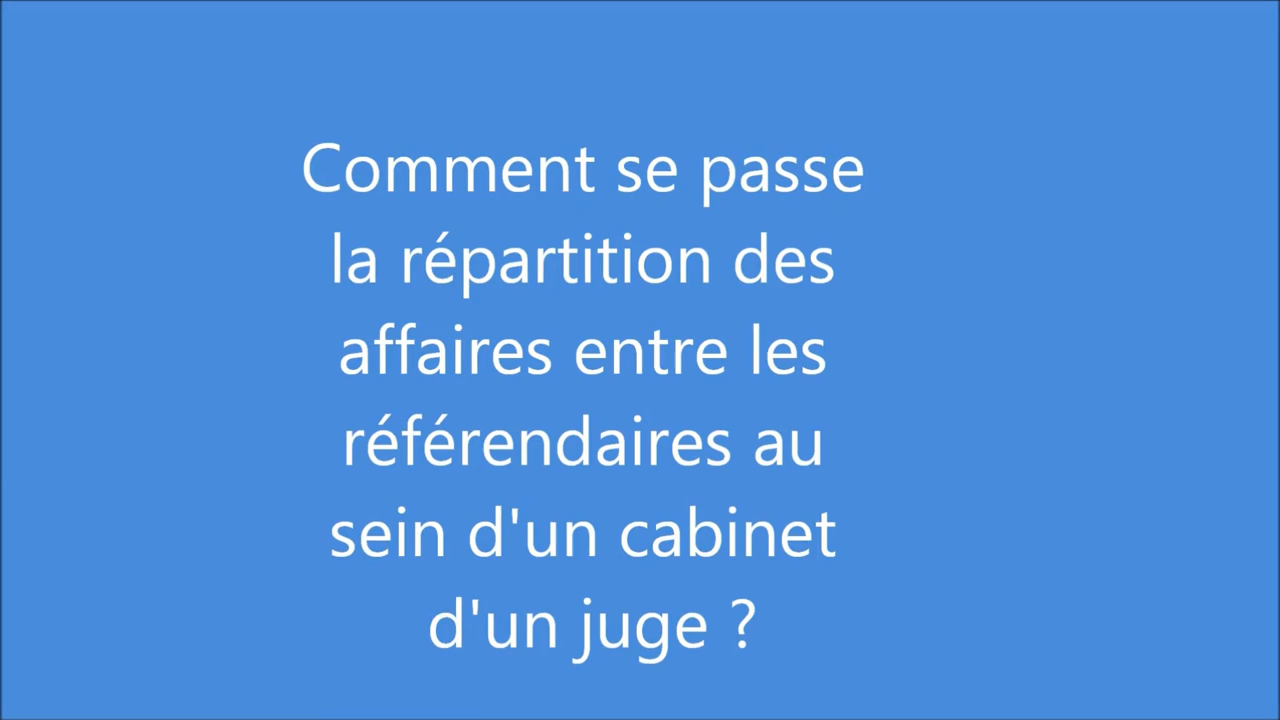 Comment se passe
la répartition des
affaires entre les
référendaires au
sein d'un cabinet
d'un juge ?